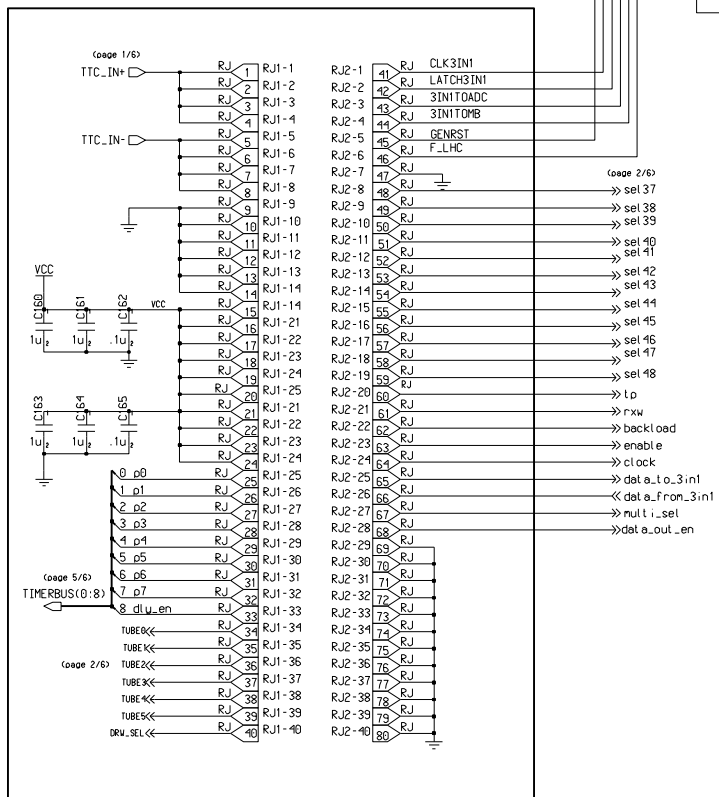 (page 1/6)
TTC_IN+
TTC_IN-
VCC
VCC
C160 C161 C162
1u 2 1u 2 .1u 2
C163 C164 C165
1u 2 1u 2 .1u 2
0 p0
1 p1
2 p2
3 p3
4 p4
5 p5
6 p6
7 p7
8 dly_en
(page 5/6)
TIMERBUS(0:8)
(page 2/6)
TUBE0
TUBE1
TUBE2
TUBE3
TUBE4
TUBE5
DRW_SEL
RJ 1 RJ1-1
RJ 2 RJ1-2
RJ 3 RJ1-3
RJ 4 RJ1-4
RJ 5 RJ1-5
RJ 6 RJ1-6
RJ 7 RJ1-7
RJ 8 RJ1-8
RJ 9 RJ1-9
RJ 10 RJ1-10
RJ 11 RJ1-11
RJ 12 RJ1-12
RJ 13 RJ1-13
RJ 14 RJ1-14
RJ 15 RJ1-14
RJ 16 RJ1-21
RJ 17 RJ1-22
RJ 18 RJ1-23
RJ 19 RJ1-24
RJ 20 RJ1-25
RJ 21 RJ1-21
RJ 22 RJ1-22
RJ 23 RJ1-23
RJ 24 RJ1-24
RJ 25 RJ1-25
RJ 26 RJ1-26
RJ 27 RJ1-27
RJ 28 RJ1-28
RJ 29 RJ1-29
RJ 30 RJ1-30
RJ 31 RJ1-31
RJ 32 RJ1-32
RJ 33 RJ1-33
RJ 34 RJ1-34
RJ 35 RJ1-35
RJ 36 RJ1-36
RJ 37 RJ1-37
RJ 38 RJ1-38
RJ 39 RJ1-39
RJ 40 RJ1-40
RJ2-1 41 RJ CLK3IN1
RJ2-2 42 RJ LATCH3IN1
RJ2-3 43 RJ 3IN1TOADC
RJ2-4 44 RJ 3IN1TOMB
RJ2-5 45 RJ GENRST
RJ2-6 46 RJ F_LHC
RJ2-7 47 RJ
(page 2/6)
RJ2-8 48 RJ sel37
RJ2-9 49 RJ sel38
RJ2-10 50 RJ sel39
RJ2-11 51 RJ sel40
RJ2-12 52 RJ sel41
RJ2-13 53 RJ sel42
RJ2-14 54 RJ sel43
RJ2-15 55 RJ sel44
RJ2-16 56 RJ sel45
RJ2-17 57 RJ sel46
RJ2-18 58 RJ sel47
RJ2-19 59 RJ sel48
RJ2-20 60 RJ tp
RJ2-21 61 RJ rxw
RJ2-22 62 RJ backload
RJ2-23 63 RJ enable
RJ2-24 64 RJ clock
RJ2-25 65 RJ data_to_3in1
RJ2-26 66 RJ data_from_3in1
RJ2-27 67 RJ multi_sel
RJ2-28 68 RJ data_out_en
RJ2-29 69 RJ
RJ2-30 70 RJ
RJ2-31 71 RJ
RJ2-32 72 RJ
RJ2-33 73 RJ
RJ2-34 74 RJ
RJ2-35 75 RJ
RJ2-36 76 RJ
RJ2-37 77 RJ
RJ2-38 78 RJ
RJ2-39 79 RJ
RJ2-40 80 RJ